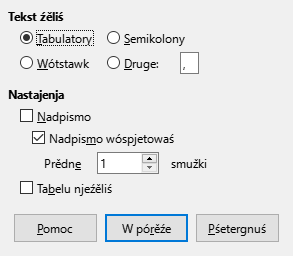 Tekst źěliś
Tabulatory Semikolony
Wótstawk Druge: ,
Nastajenja
Nadpismo
Nadpismo wóspjetowaś
Prědne 1 smužki
Tabelu njeźěliś
Pomoc W pórěźe Pśetergnuś